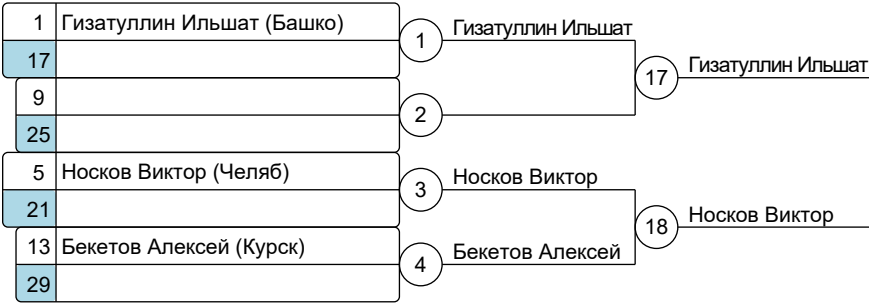 1 Гизатуллин Ильшат (Башко)
17
1
Гизатуллин Ильшат
17
Гизатуллин Ильшат
9
25
2
5 Носков Виктор (Челяб)
21
3
Носков Виктор
18
Носков Виктор
13 Бекетов Алексей (Курск)
29
4
Бекетов Алексей